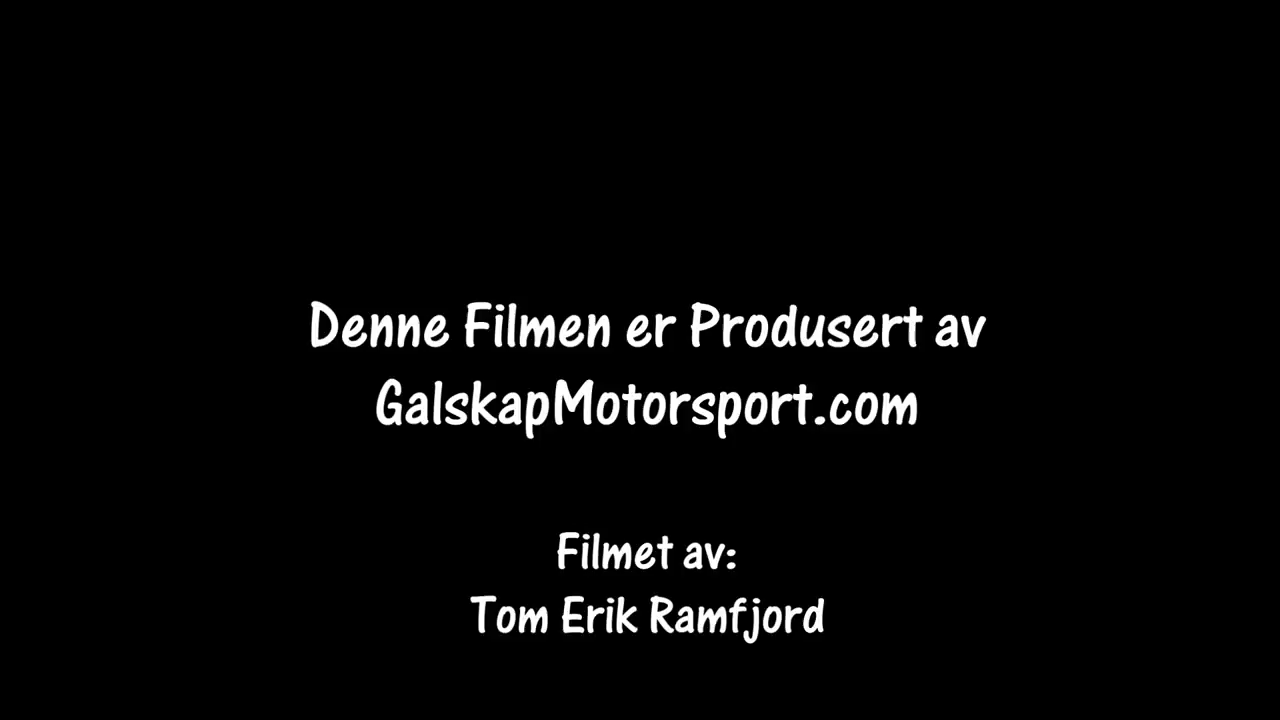 Denne Filmen er Produsert av
GalskapMotorsport.com
Filmet av:
Tom Erik Ramfjord